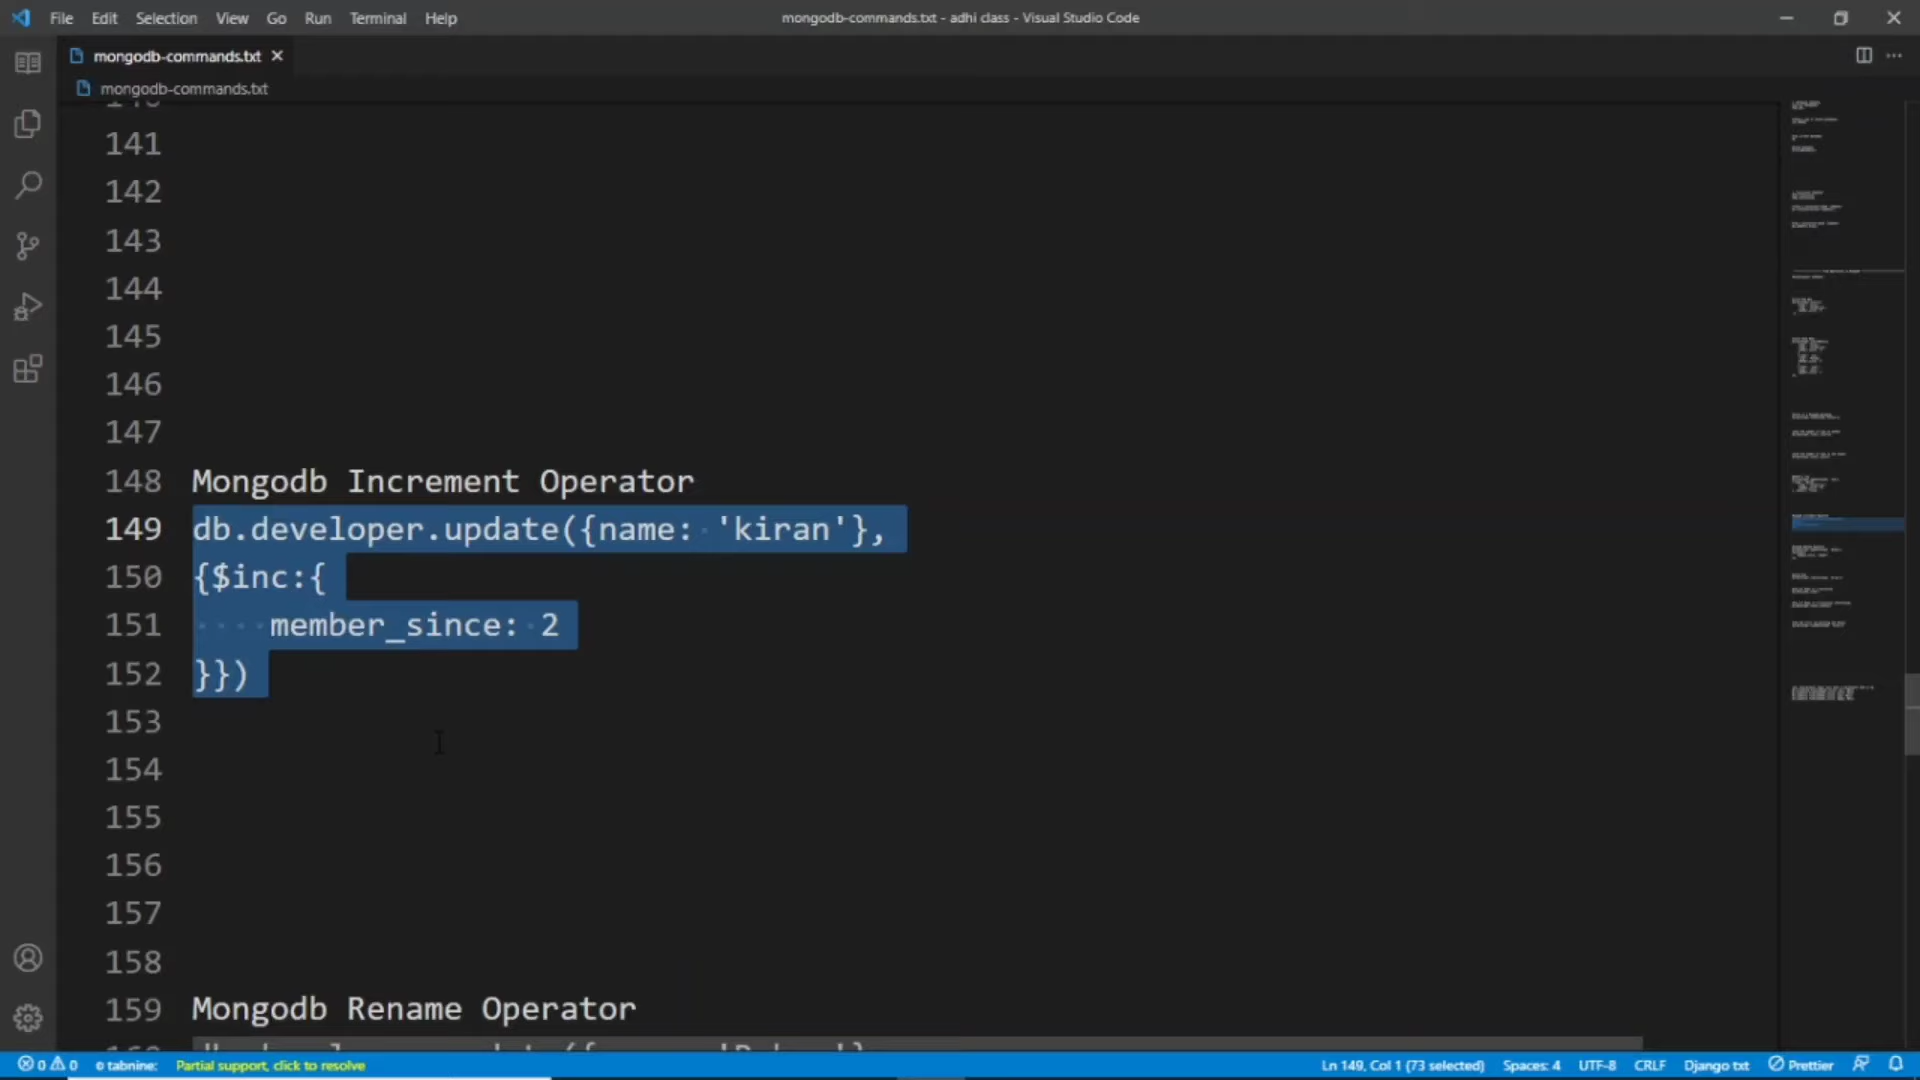 File Edit Selection View Go Run Terminal Help
mongodb-commands.txt - adhi class - Visual Studio Code
mongodb-commands.txt
mongodb-commands.txt
141
142
143
144
145
146
147
148 Mongodb Increment Operator
149 db.developer.update({name: 'kiran'},
150 {$inc:{
151 member_since: 2
152 }})
153
154
155
156
157
158
159 Mongodb Rename Operator
0 0 tabnine: Partial support, click to resolve
Ln 149, Col 1 (73 selected) Spaces: 4 UTF-8 CRLF Django txt Prettier